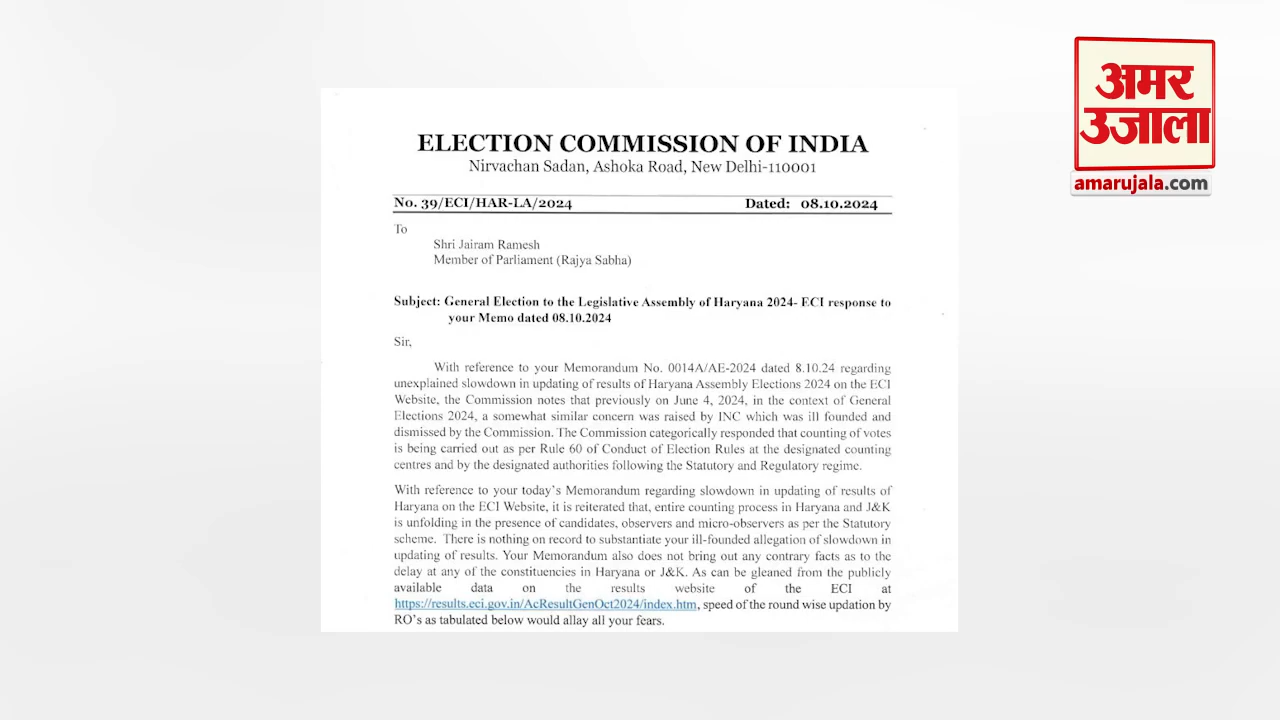 अमर
उजाला
amarujala.com
ELECTION COMMISSION OF INDIA
Nirvachan Sadan, Ashoka Road, New Delhi-110001
No. 39/ECI/HAR-LA/2024 Dated: 08.10.2024
To
Shri Jairam Ramesh
Member of Parliament (Rajya Sabha)
Subject: General Election to the Legislative Assembly of Haryana 2024- ECI response to
your Memo dated 08.10.2024
Sir,
With reference to your Memorandum No. 0014A/AE-2024 dated 8.10.24 regarding
unexplained slowdown in updating of results of Haryana Assembly Elections 2024 on the ECI
Website, the Commission notes that previously on June 4, 2024, in the context of General
Elections 2024, a somewhat similar concern was raised by INC which was ill founded and
dismissed by the Commission. The Commission categorically responded that counting of votes
is being carried out as per Rule 60 of Conduct of Election Rules at the designated counting
centres and by the designated authorities following the Statutory and Regulatory regime.
With reference to your today's Memorandum regarding slowdown in updating of results of
Haryana on the ECI Website, it is reiterated that, entire counting process in Haryana and J&K
is unfolding in the presence of candidates, observers and micro-observers as per the Statutory
scheme. There is nothing on record to substantiate your ill-founded allegation of slowdown in
updating of results. Your Memorandum also does not bring out any contrary facts as to the
delay at any of the constituencies in Haryana or J&K. As can be gleaned from the publicly
available data on the results website of the ECI at
https://results.eci.gov.in/AcResultGenOct2024/index.htm, speed of the round wise updation by
RO's as tabulated below would allay all your fears.